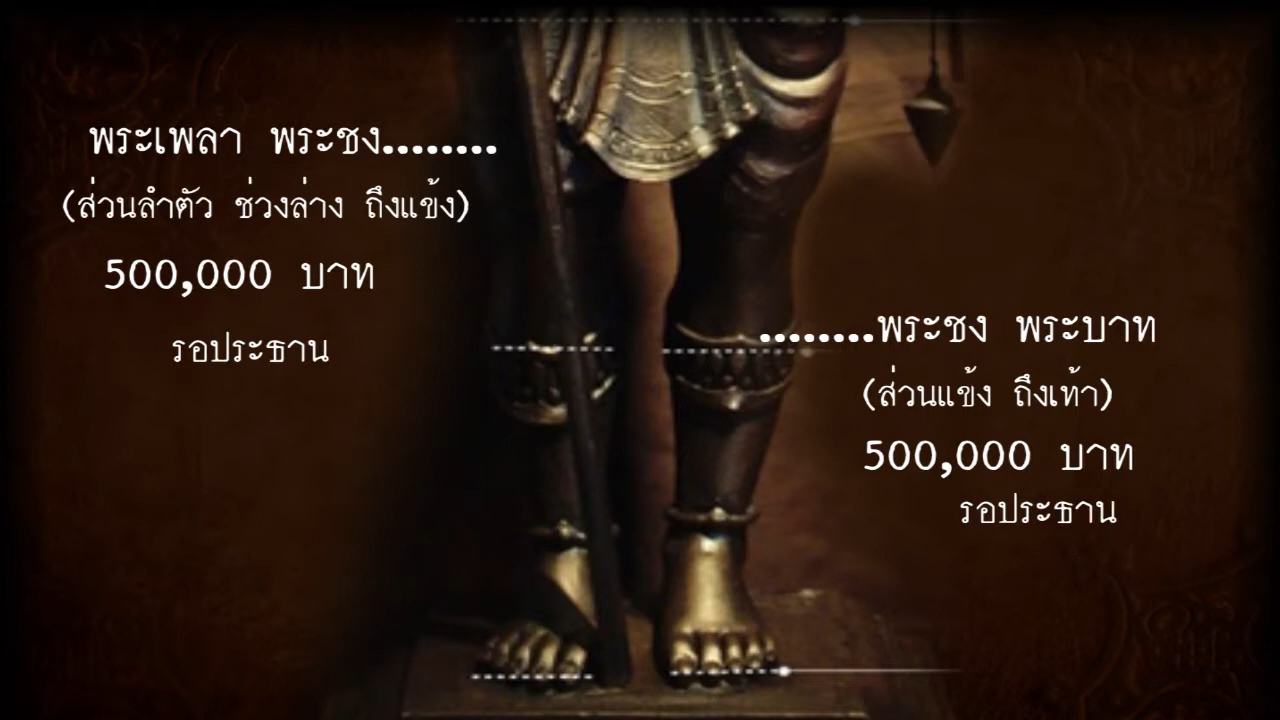 พระเพลา พระชง........
(ส่วนลำตัว ช่วงล่าง ถึงแข้ง)
500,000 บาท
รอประธาน
........พระชง พระบาท
(ส่วนแข้ง ถึงเท้า)
500,000 บาท
รอประธาน